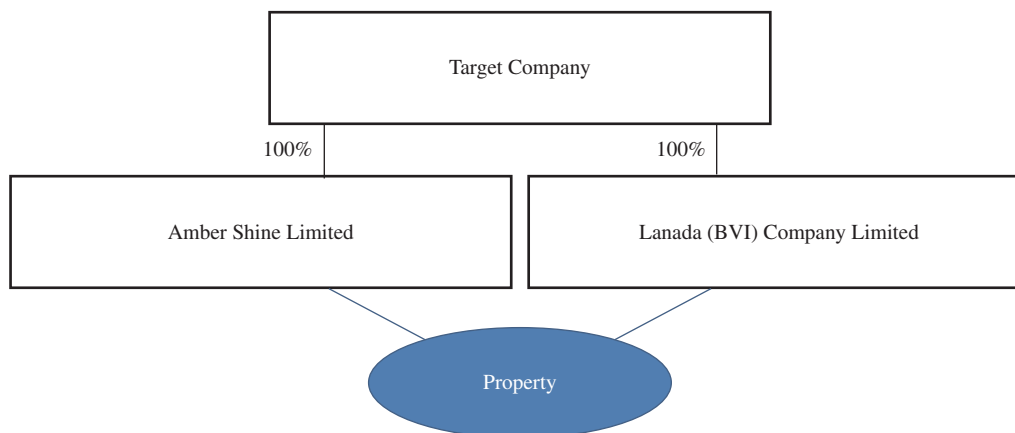 Target Company
100%
100%
Amber Shine Limited
Lanada (BVI) Company Limited
Property